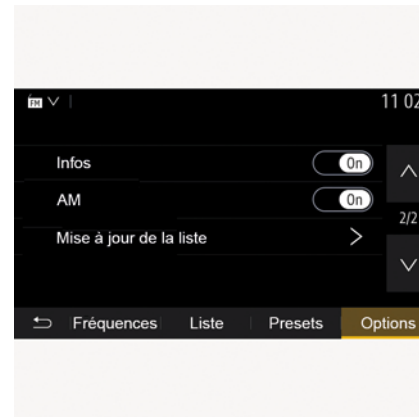 FM 11 02
Infos On
AM On
2/2
Mise à jour de la liste
Fréquences Liste Presets Options